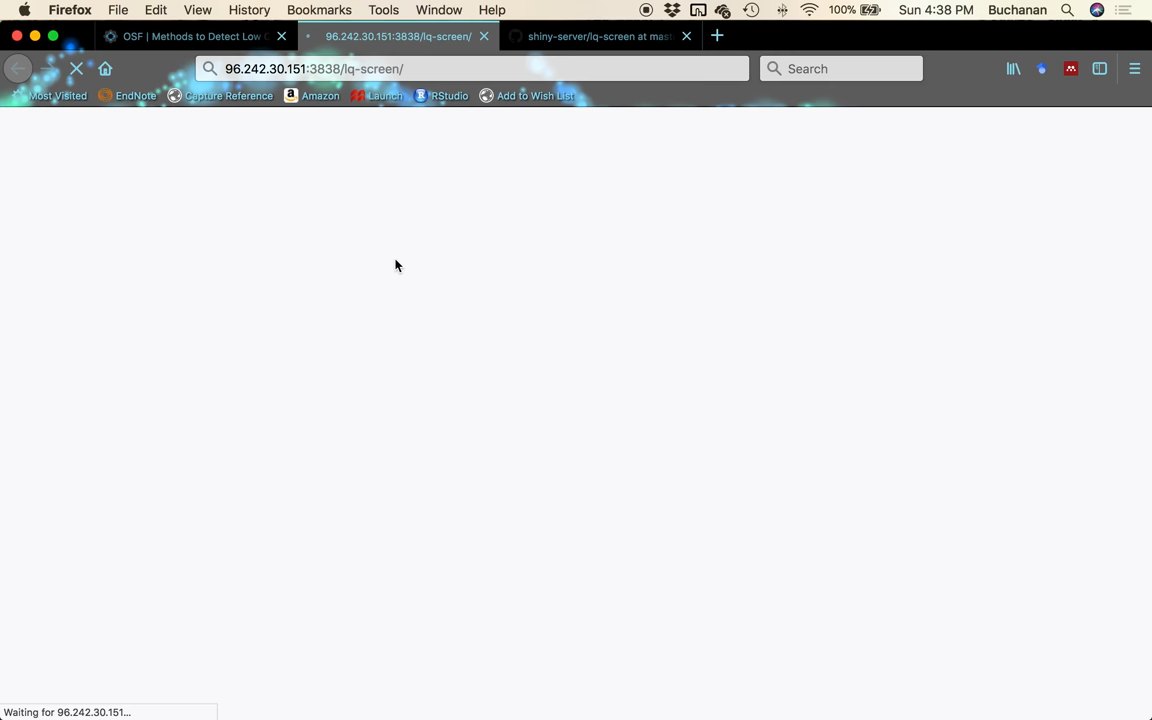 Firefox File Edit View History Bookmarks Tools Window Help 100% Sun 4:38 PM Buchanan
OSF | Methods to Detect Low 96.242.30.151:3838/lq-screen/ shiny-server/lq-screen at mast
96.242.30.151:3838/lq-screen/ Search
Most Visited EndNote Capture Reference Amazon Launch RStudio Add to Wish List
Waiting for 96.242.30.151...